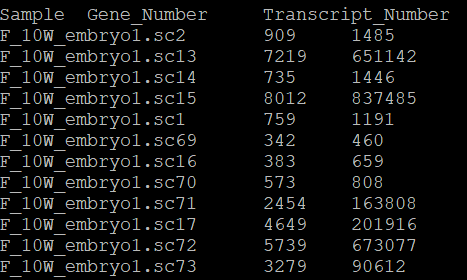 Sample Gene_Number Transcript_Number
F_10W_embryo1.sc2 909 1485
F_10W_embryo1.sc13 7219 651142
F_10W_embryo1.sc14 735 1446
F_10W_embryo1.sc15 8012 837485
F_10W_embryo1.sc1 759 1191
F_10W_embryo1.sc69 342 460
F_10W_embryo1.sc16 383 659
F_10W_embryo1.sc70 573 808
F_10W_embryo1.sc71 2454 163808
F_10W_embryo1.sc17 4649 201916
F_10W_embryo1.sc72 5739 673077
F_10W_embryo1.sc73 3279 90612